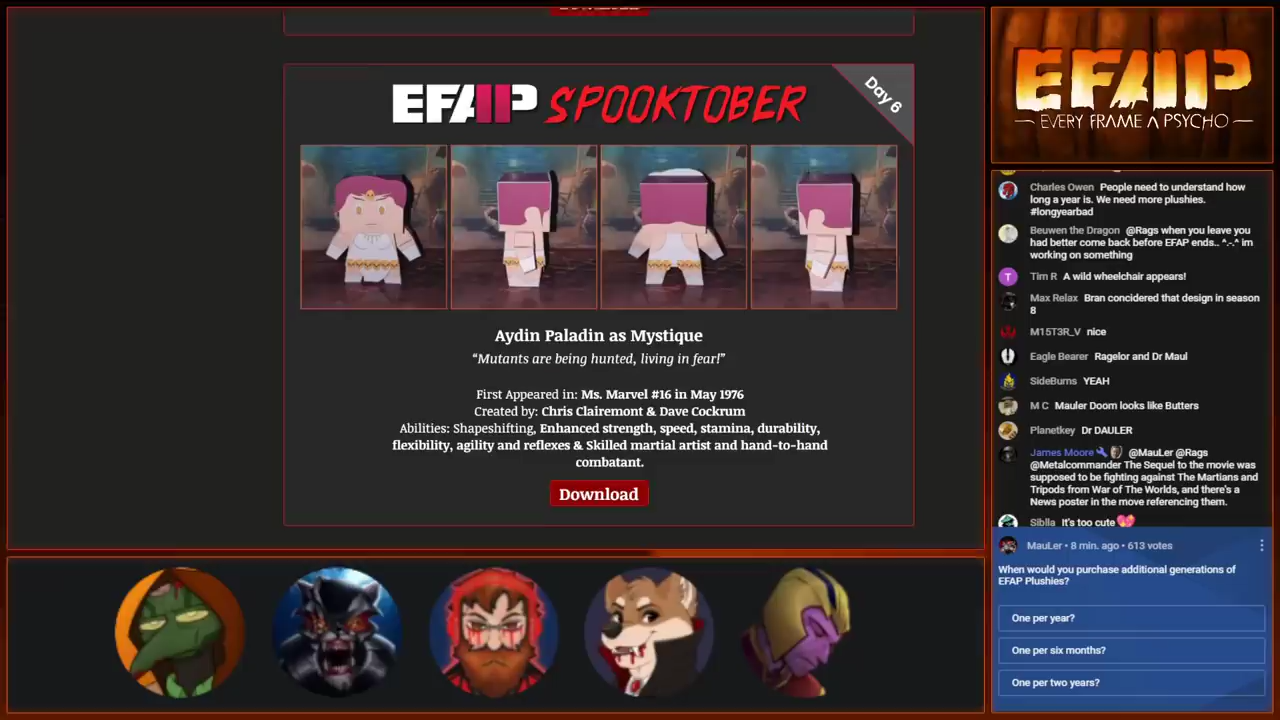 EFAP SPOOKTOBER
Day 6
Aydin Paladin as Mystique
“Mutants are being hunted, living in fear!”
First Appeared in: Ms. Marvel #16 in May 1976
Created by: Chris Clairemont & Dave Cockrum
Abilities: Shapeshifting, Enhanced strength, speed, stamina, durability,
flexibility, agility and reflexes & Skilled martial artist and hand-to-hand
combatant.
Download
EFAP
EVERY FRAME A PSYCHO
Charles Owen People need to understand how
long a year is. We need more plushies.
#longyearbad
Beuwen the Dragon @Rags when you leave you
had better come back before EFAP ends.. ^.-.^ im
working on something
Tim R A wild wheelchair appears!
Max Relax Bran concidered that design in season
8
M15T3R_V nice
Eagle Bearer Ragelor and Dr Maul
SideBurns YEAH
M C Mauler Doom looks like Butters
Planetkey Dr DAULER
James Moore @MauLer @Rags
@Metalcommander The Sequel to the movie was
supposed to be fighting against The Martians and
Tripods from War of The Worlds, and there's a
News poster in the move referencing them.
Siblla It's too cute
MauLer • 8 min. ago • 613 votes
When would you purchase additional generations of
EFAP Plushies?
One per year?
One per six months?
One per two years?